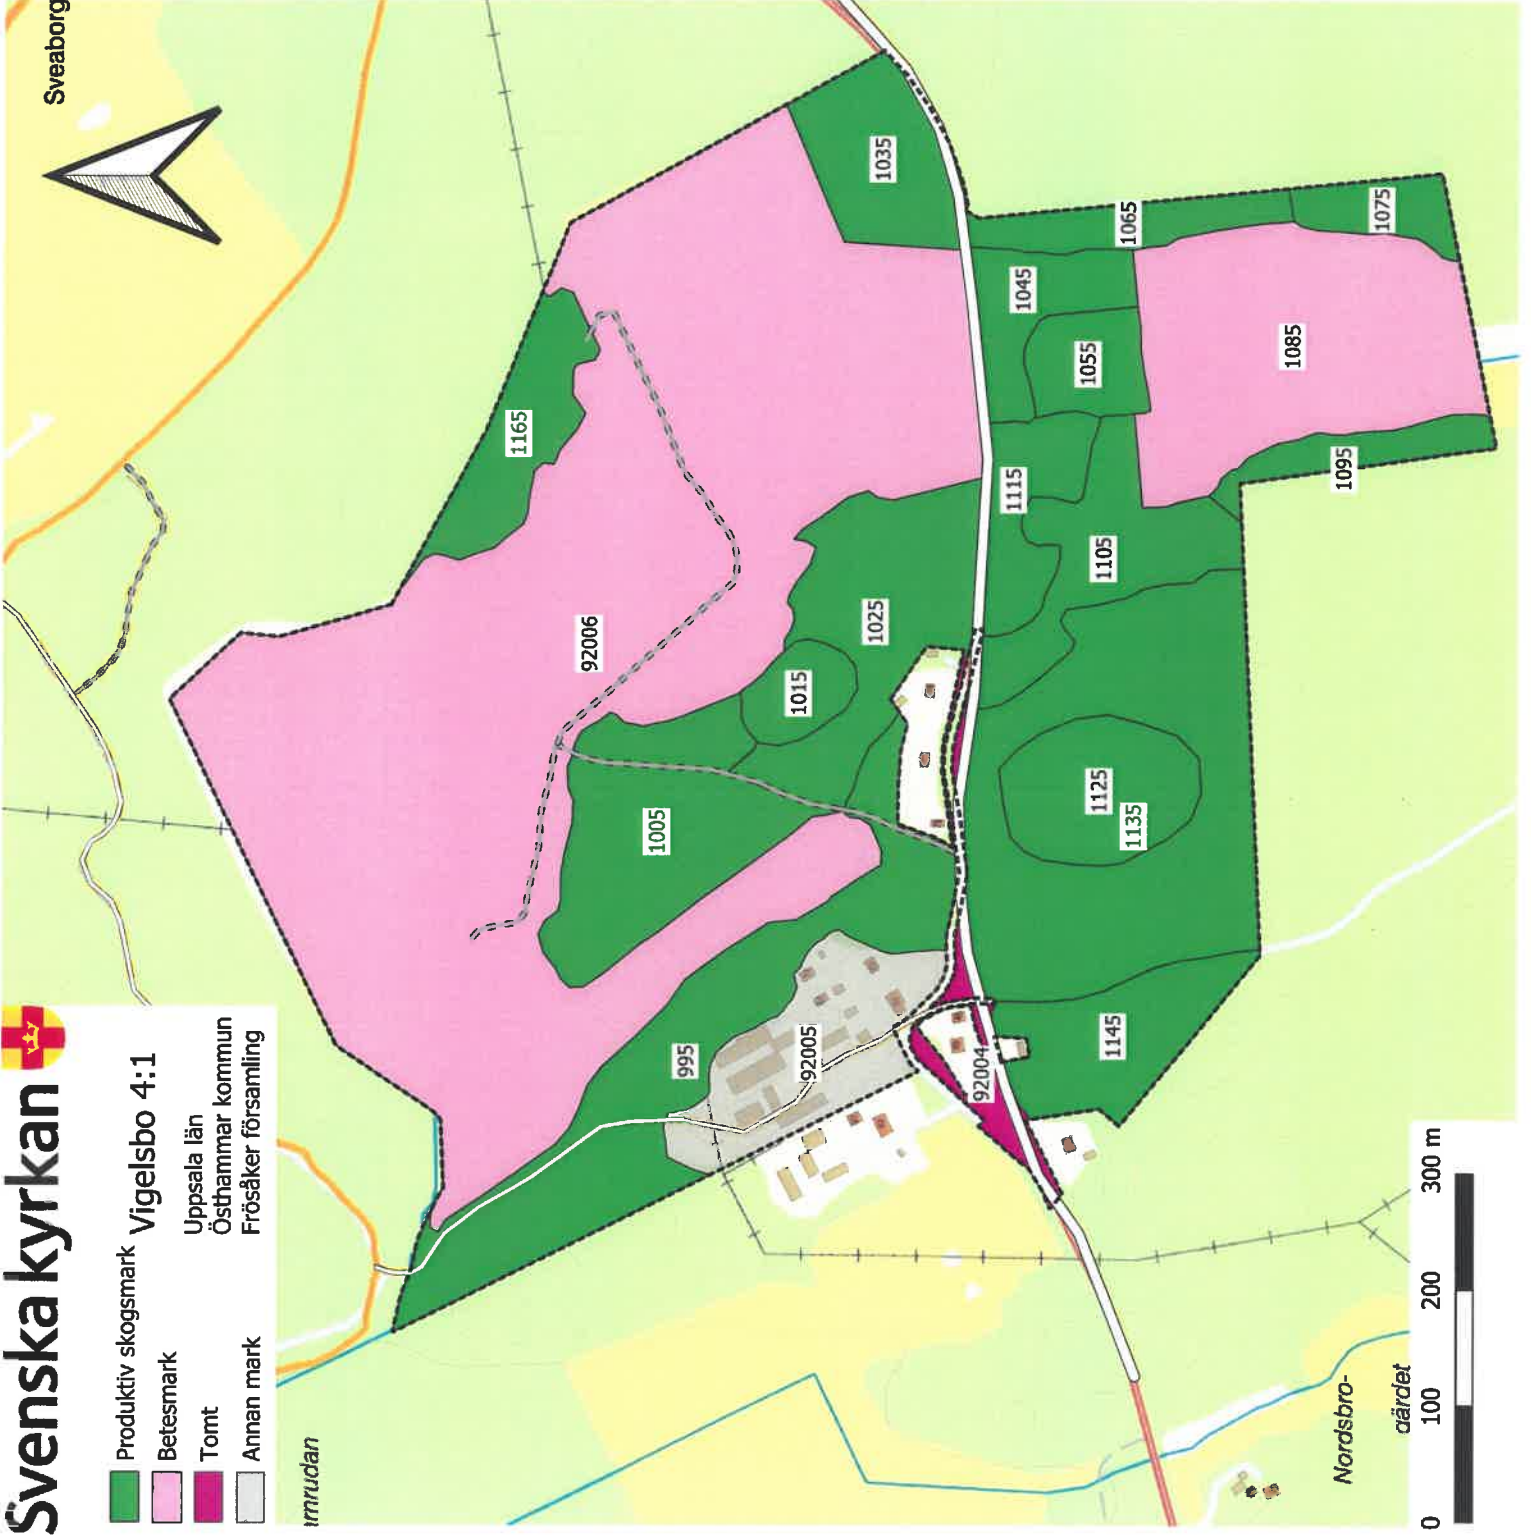 Svenska kyrkan
Vigelsbo 4:1
Uppsala län
Östhammar kommun
Frösåker församling
Produktiv skogsmark
Betesmark
Tomt
Annan mark
Sveaborg
1165
92006
1035
1065
1075
1045
1055
1085
1095
1115
1105
1025
1015
1005
1125
1135
1145
995
92005
92004
Nordsbro-
gärdet
0 100 200 300 m